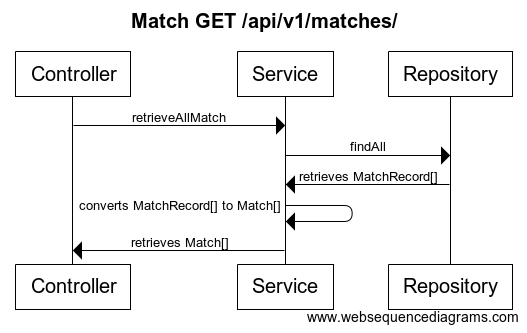 Match GET /api/v1/matches/
Controller Service Repository
retrieveAllMatch
findAll
retrieves MatchRecord[]
converts MatchRecord[] to Match[]
retrieves Match[]
Controller Service Repository
www.websequencediagrams.com